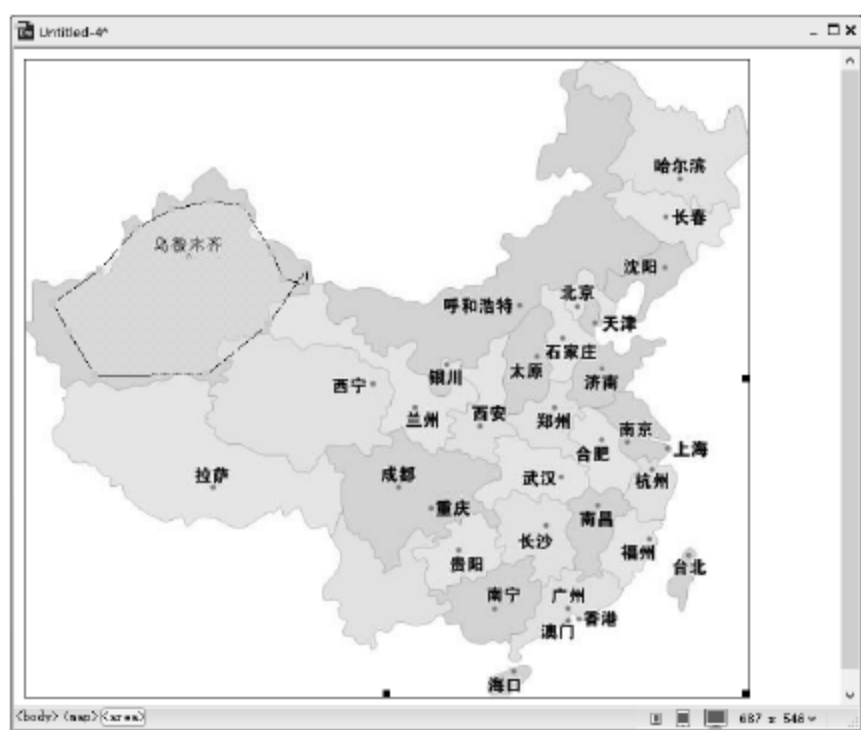 Untitled-4*
哈尔滨
长春
乌鲁木齐
沈阳
呼和浩特
北京
天津
石家庄
太原
银川
济南
西宁
兰州
西安
郑州
南京
合肥
上海
拉萨
成都
武汉
杭州
重庆
南昌
长沙
福州
贵阳
台北
南宁
广州
香港
澳门
海口
<body> <map> <area>
687 x 546